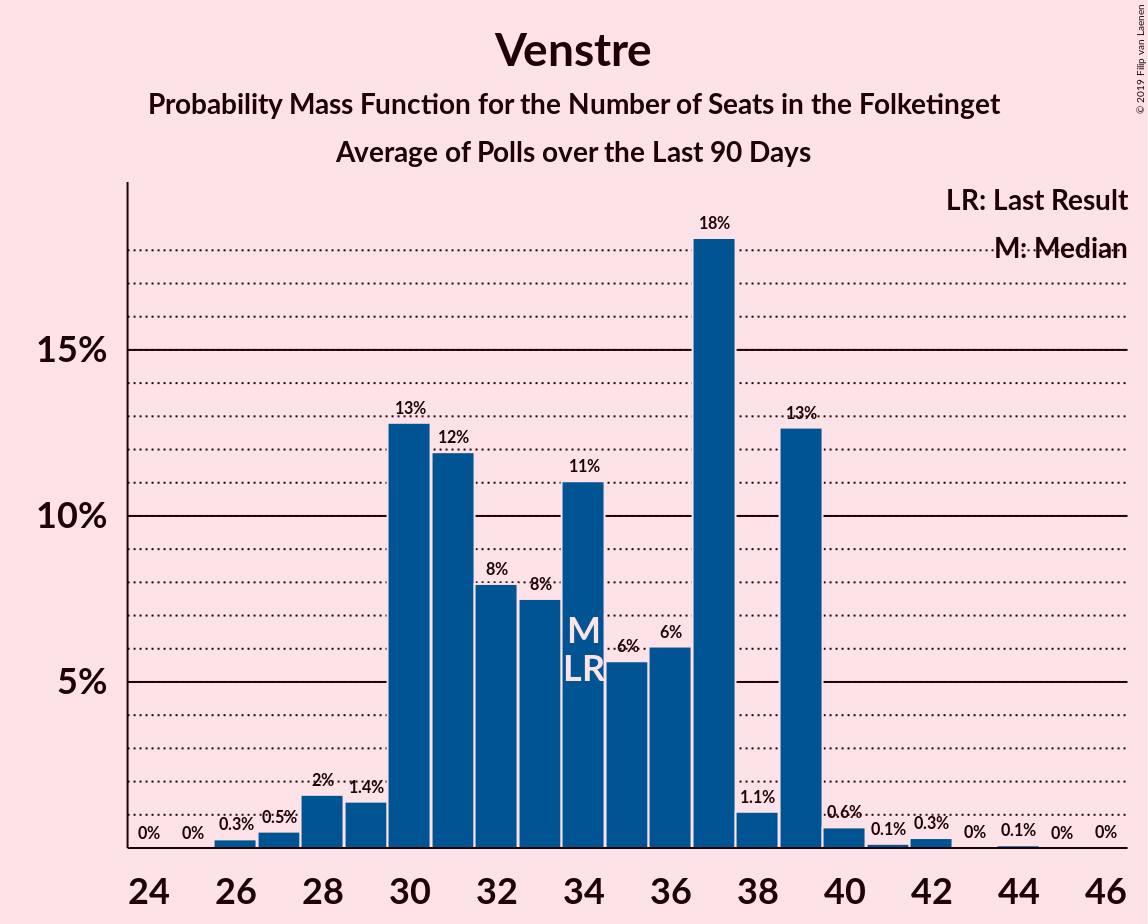 Venstre
Probability Mass Function for the Number of Seats in the Folketinget
Average of Polls over the Last 90 Days
© 2019 Filip van Laenen
LR: Last Result
M: Median
15%
10%
5%
0%
0%
0.3%
0.5%
2%
1.4%
13%
12%
8%
8%
11%
6%
6%
18%
1.1%
13%
0.6%
0.1%
0.3%
0%
0.1%
0%
0%
M
LR
24 26 28 30 32 34 36 38 40 42 44 46